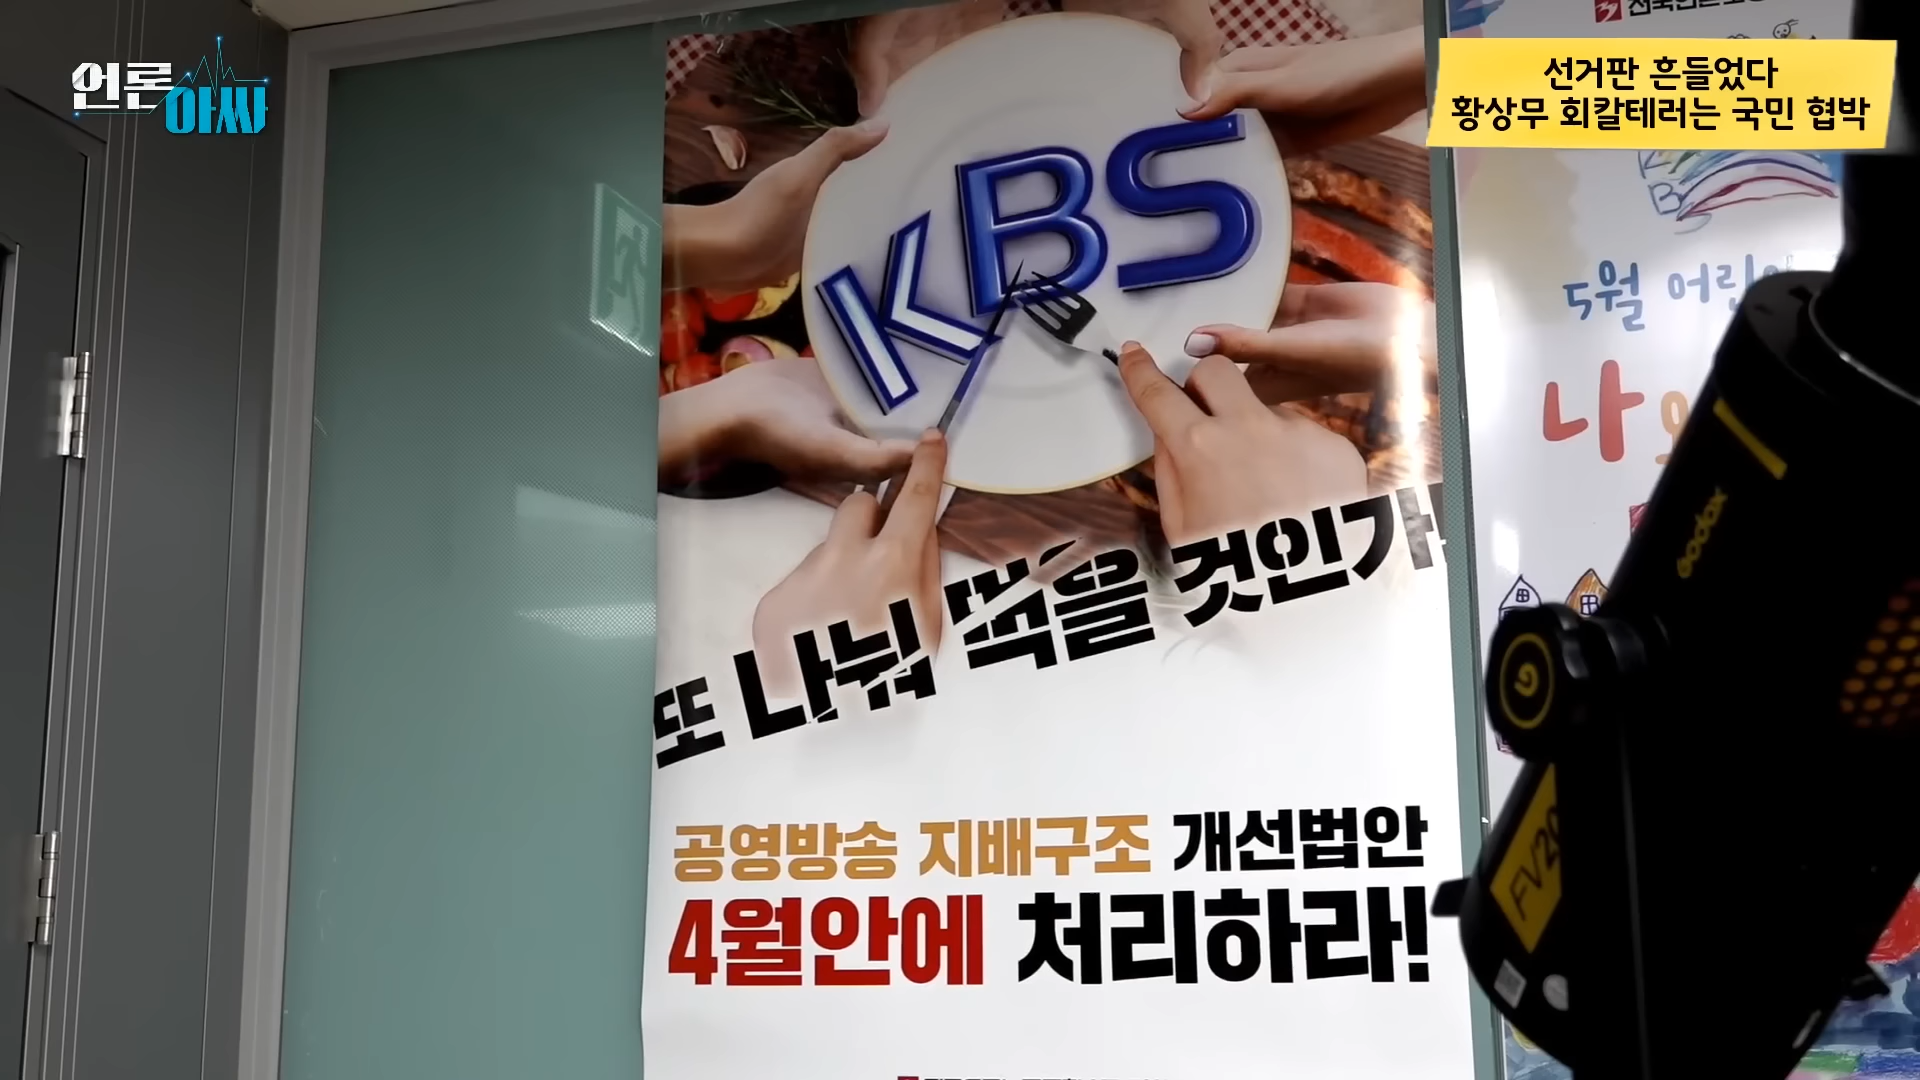 언론
아싸
선거판 흔들었다
황상무 회칼테러는 국민 협박
KBS
또 나눠 먹을 것인가!
공영방송 지배구조 개선법안
4월안에 처리하라!
5월
나
Godox
FV20